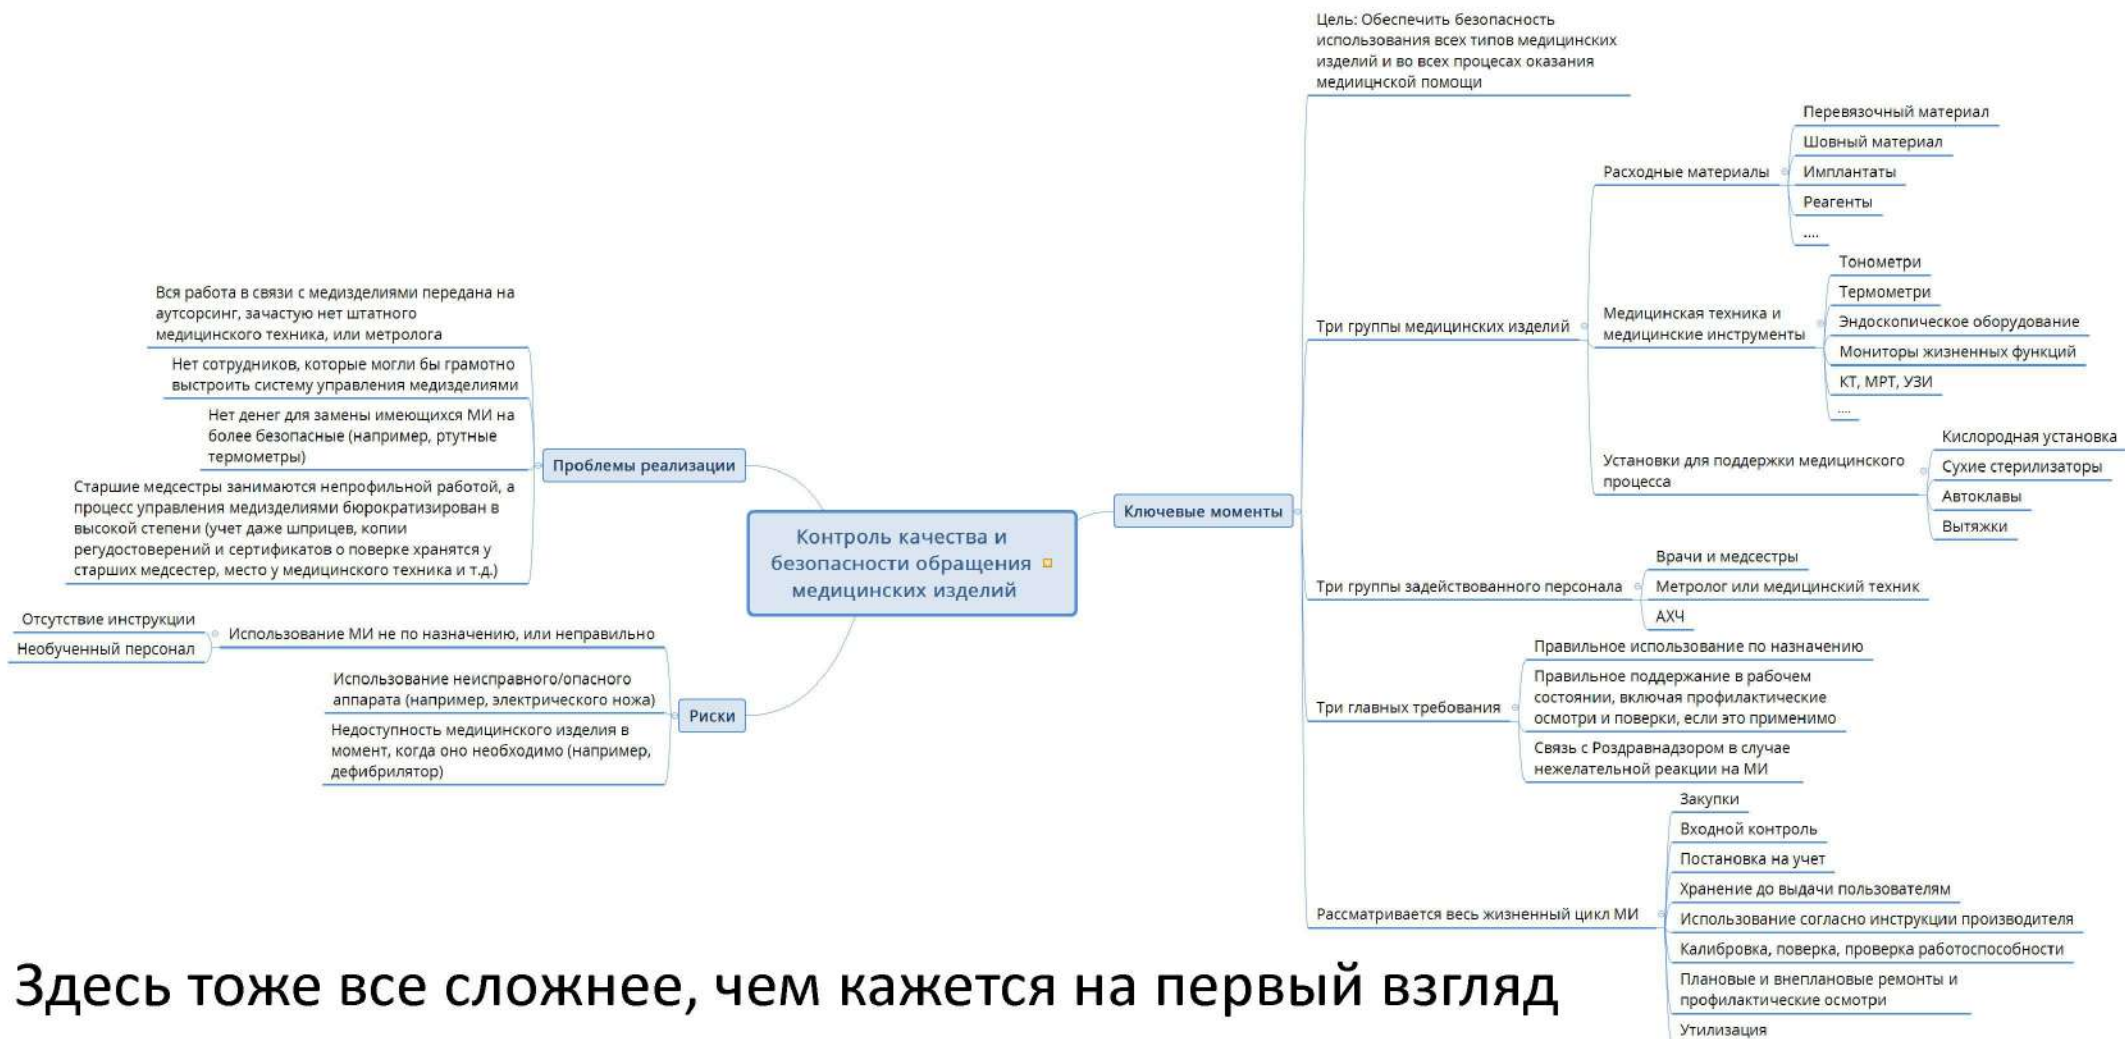 Цель: Обеспечить безопасность
использования всех типов медицинских
изделий и во всех процесах оказания
медиицнской помощи
Перевязочный материал
Шовный материал
Расходные материалы
Имплантаты
Реагенты
....
Тонометри
Термометри
Три группы медицинских изделий
Медицинская техника и
медицинские инструменты
Эндоскопическое оборудование
Мониторы жизненных функций
КТ, МРТ, УЗИ
....
Кислородная установка
Установки для поддержки медицинского
процесса
Сухие стерилизаторы
Автоклавы
Вытяжки
Ключевые моменты
Врачи и медсестры
Три группы задействованного персонала
Метролог или медицинский техник
АХЧ
Правильное использование по назначению
Правильное поддержание в рабочем
состоянии, включая профилактические
осмотри и поверки, если это применимо
Три главных требования
Связь с Роздравнадзором в случае
нежелательной реакции на МИ
Закупки
Входной контроль
Постановка на учет
Хранение до выдачи пользователям
Рассматривается весь жизненный цикл МИ
Использование согласно инструкции производителя
Калибровка, поверка, проверка работоспособности
Плановые и внеплановые ремонты и
профилактические осмотри
Утилизация
Контроль качества и
безопасности обращения
медицинских изделий
Вся работа в связи с медизделиями передана на
аутсорсинг, зачастую нет штатного
медицинского техника, или метролога
Нет сотрудников, которые могли бы грамотно
выстроить систему управления медизделиями
Нет денег для замены имеющихся МИ на
более безопасные (например, ртутные
термометры)
Проблемы реализации
Старшие медсестры занимаются непрофильной работой, а
процесс управления медизделиями бюрократизирован в
высокой степени (учет даже шприцев, копии
регудостоверений и сертификатов о поверке хранятся у
старших медсестер, место у медицинского техника и т.д.)
Отсутствие инструкции
Необученный персонал
Использование МИ не по назначению, или неправильно
Использование неисправного/опасного
аппарата (например, электрического ножа)
Риски
Недоступность медицинского изделия в
момент, когда оно необходимо (например,
дефибрилятор)
Здесь тоже все сложнее, чем кажется на первый взгляд